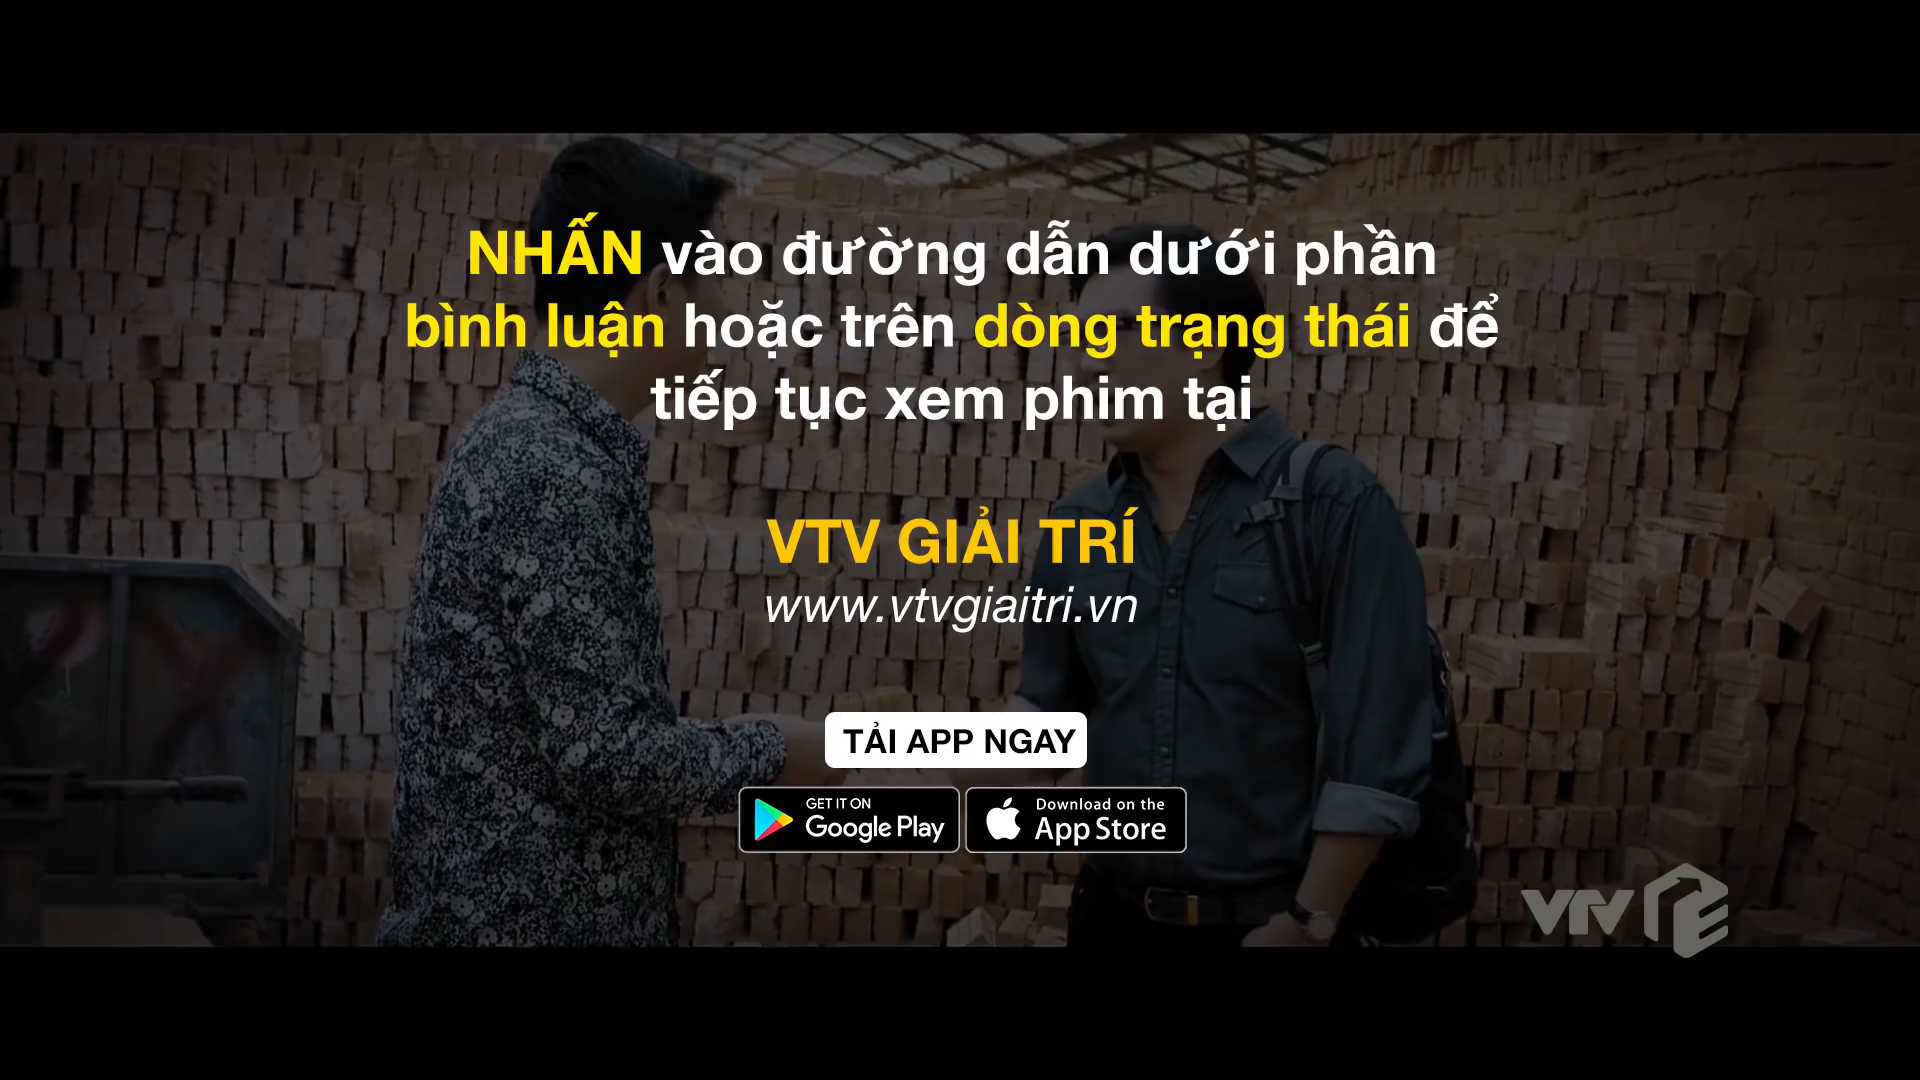 NHẤN vào đường dẫn dưới phần
bình luận hoặc trên dòng trạng thái để
tiếp tục xem phim tại
VTV GIẢI TRÍ
www.vtvgiaitri.vn
TẢI APP NGAY
GET IT ON
Google Play
Download on the
App Store
VTV